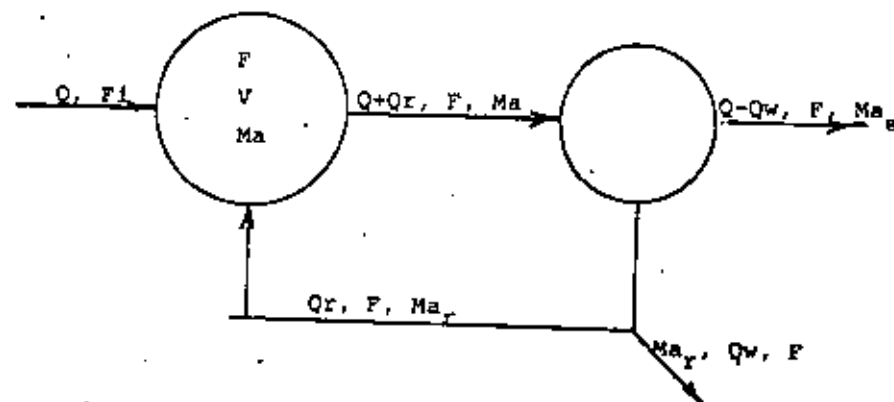 F
V
Ma
Q, Fi
Q+Qr, F, Ma
Q-Qw, F, Ma e
Qr, F, Ma r
Ma r, Qw, F